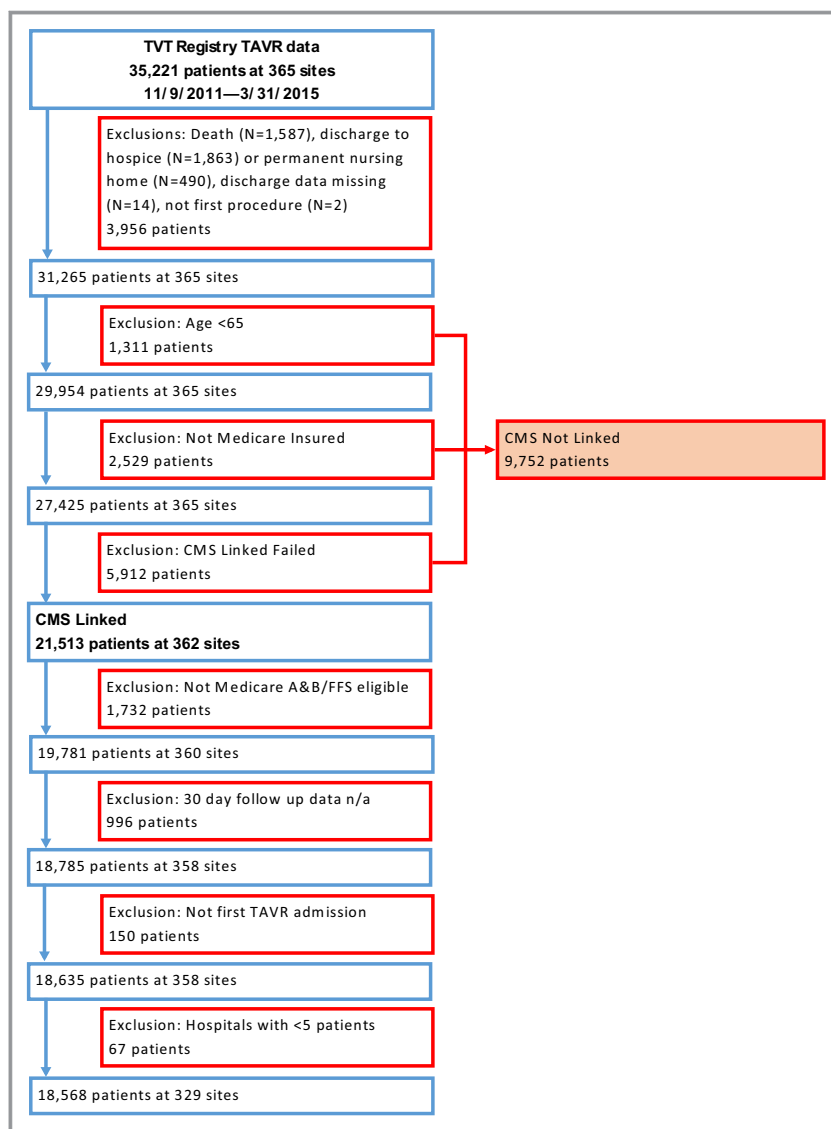 TVT Registry TAVR data
35,221 patients at 365 sites
11/ 9/ 2011—3/ 31/ 2015
Exclusions: Death (N=1,587), discharge to
hospice (N=1,863) or permanent nursing
home (N=490), discharge data missing
(N=14), not first procedure (N=2)
3,956 patients
31,265 patients at 365 sites
Exclusion: Age <65
1,311 patients
29,954 patients at 365 sites
Exclusion: Not Medicare Insured
2,529 patients
CMS Not Linked
9,752 patients
27,425 patients at 365 sites
Exclusion: CMS Linked Failed
5,912 patients
CMS Linked
21,513 patients at 362 sites
Exclusion: Not Medicare A&B/FFS eligible
1,732 patients
19,781 patients at 360 sites
Exclusion: 30 day follow up data n/a
996 patients
18,785 patients at 358 sites
Exclusion: Not first TAVR admission
150 patients
18,635 patients at 358 sites
Exclusion: Hospitals with <5 patients
67 patients
18,568 patients at 329 sites